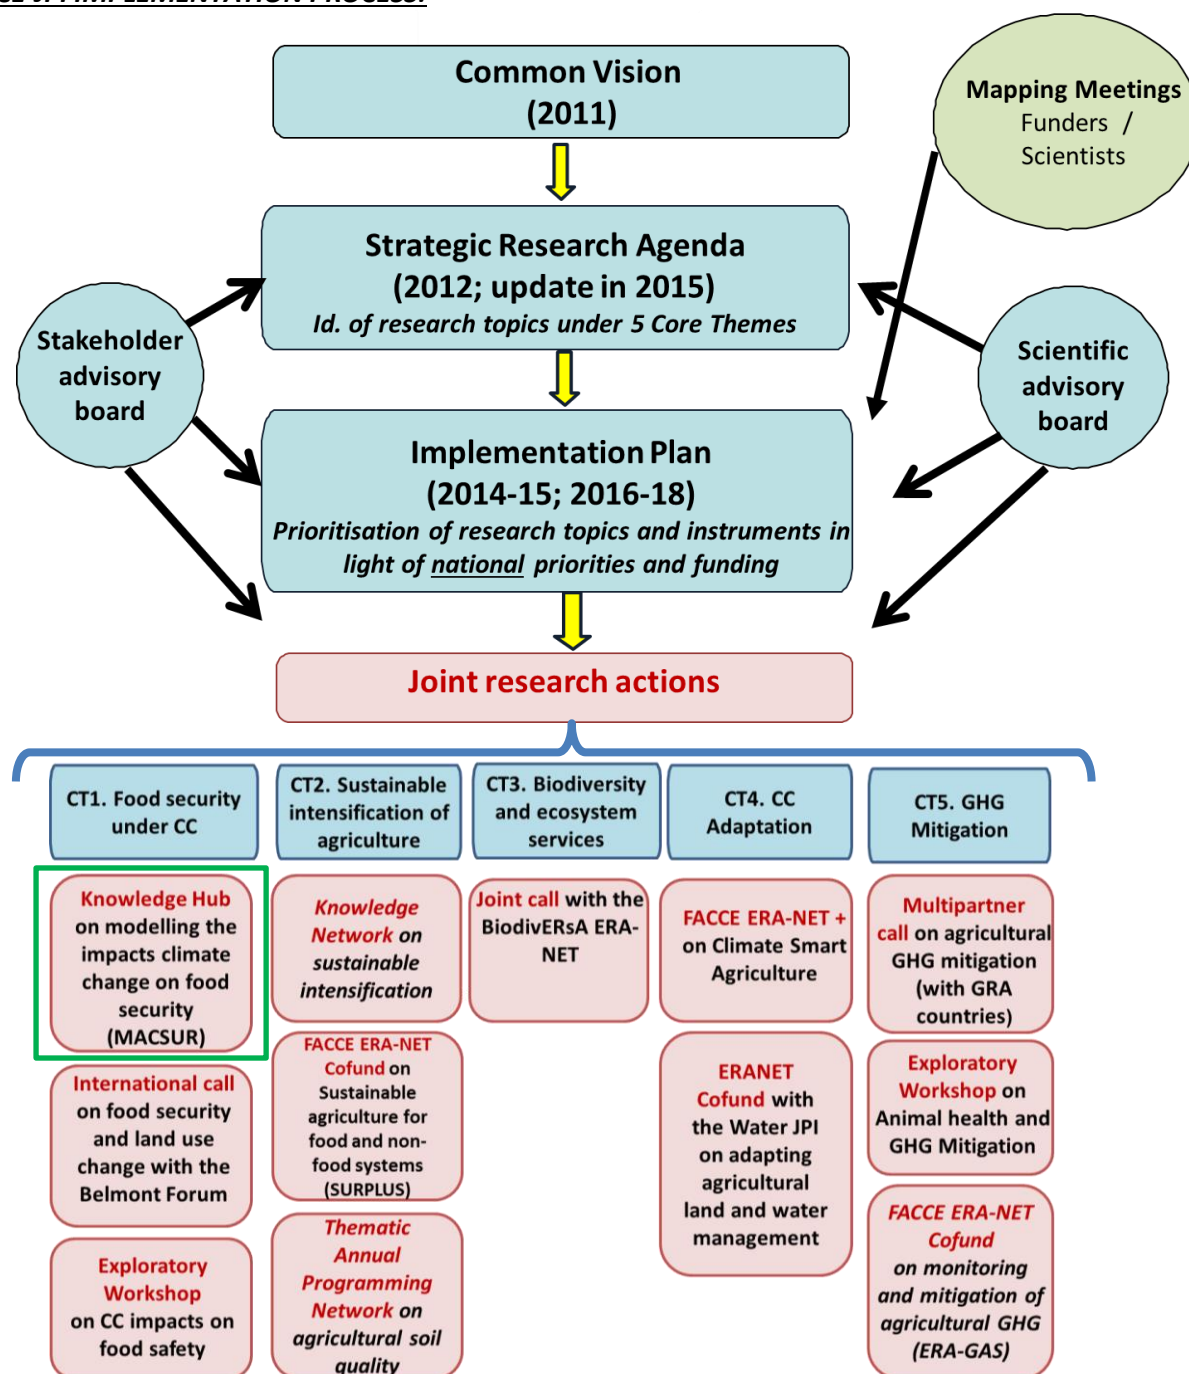 IMPLEMENTATION PROCESS:
Common Vision
(2011)
Mapping Meetings
Funders /
Scientists
Strategic Research Agenda
(2012; update in 2015)
Id. of research topics under 5 Core Themes
Stakeholder
advisory
board
Scientific
advisory
board
Implementation Plan
(2014-15; 2016-18)
Prioritisation of research topics and instruments in
light of national priorities and funding
Joint research actions
CT1. Food security
under CC
Knowledge Hub
on modelling the
impacts climate
change on food
security
(MACSUR)
International call
on food security
and land use
change with the
Belmont Forum
Exploratory
Workshop
on CC impacts on
food safety
CT2. Sustainable
intensification of
agriculture
Knowledge
Network on
sustainable
intensification
FACCE ERA-NET
Cofund on
Sustainable
agriculture for
food and non-
food systems
(SURPLUS)
Thematic
Annual
Programming
Network on
agricultural soil
quality
CT3. Biodiversity
and ecosystem
services
Joint call with the
BiodivERsA ERA-
NET
CT4. CC
Adaptation
FACCE ERA-NET +
on Climate Smart
Agriculture
ERANET
Cofund with
the Water JPI
on adapting
agricultural
land and water
management
CT5. GHG
Mitigation
Multipartner
call on agricultural
GHG mitigation
(with GRA
countries)
Exploratory
Workshop on
Animal health and
GHG Mitigation
FACCE ERA-NET
Cofund
on monitoring
and mitigation of
agricultural GHG
(ERA-GAS)